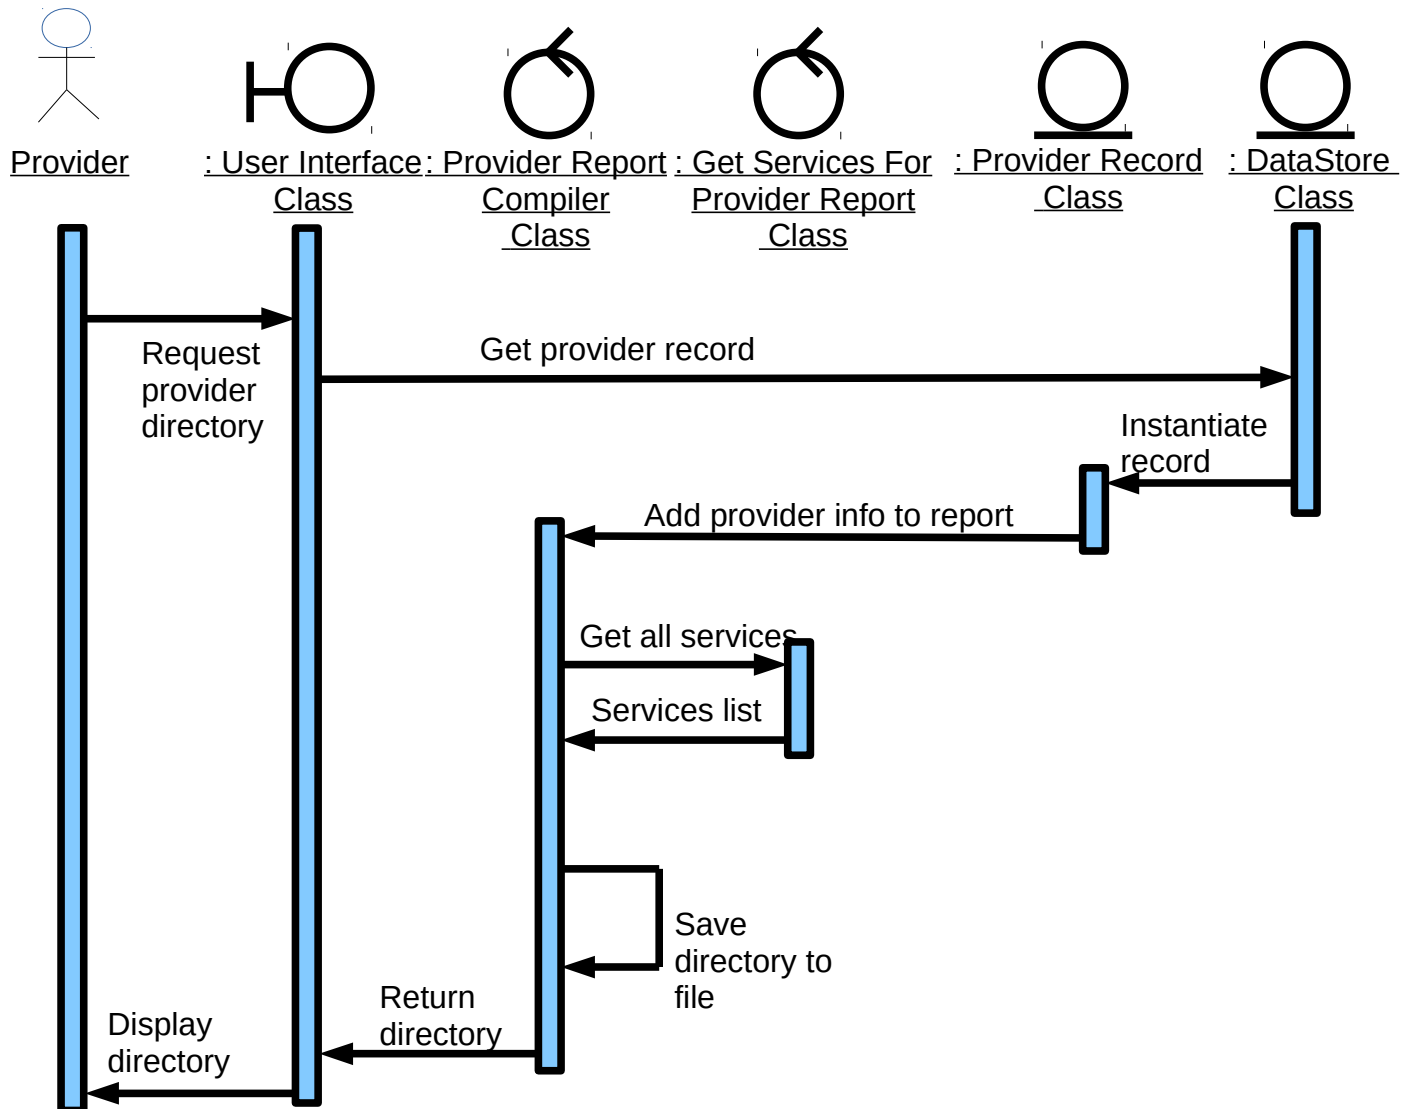 Provider
: User Interface
Class
: Provider Report
Compiler
Class
: Get Services For
Provider Report
Class
: Provider Record
Class
: DataStore
Class
Request
provider
directory
Get provider record
Instantiate
record
Add provider info to report
Get all services
Services list
Save
directory to
file
Return
directory
Display
directory